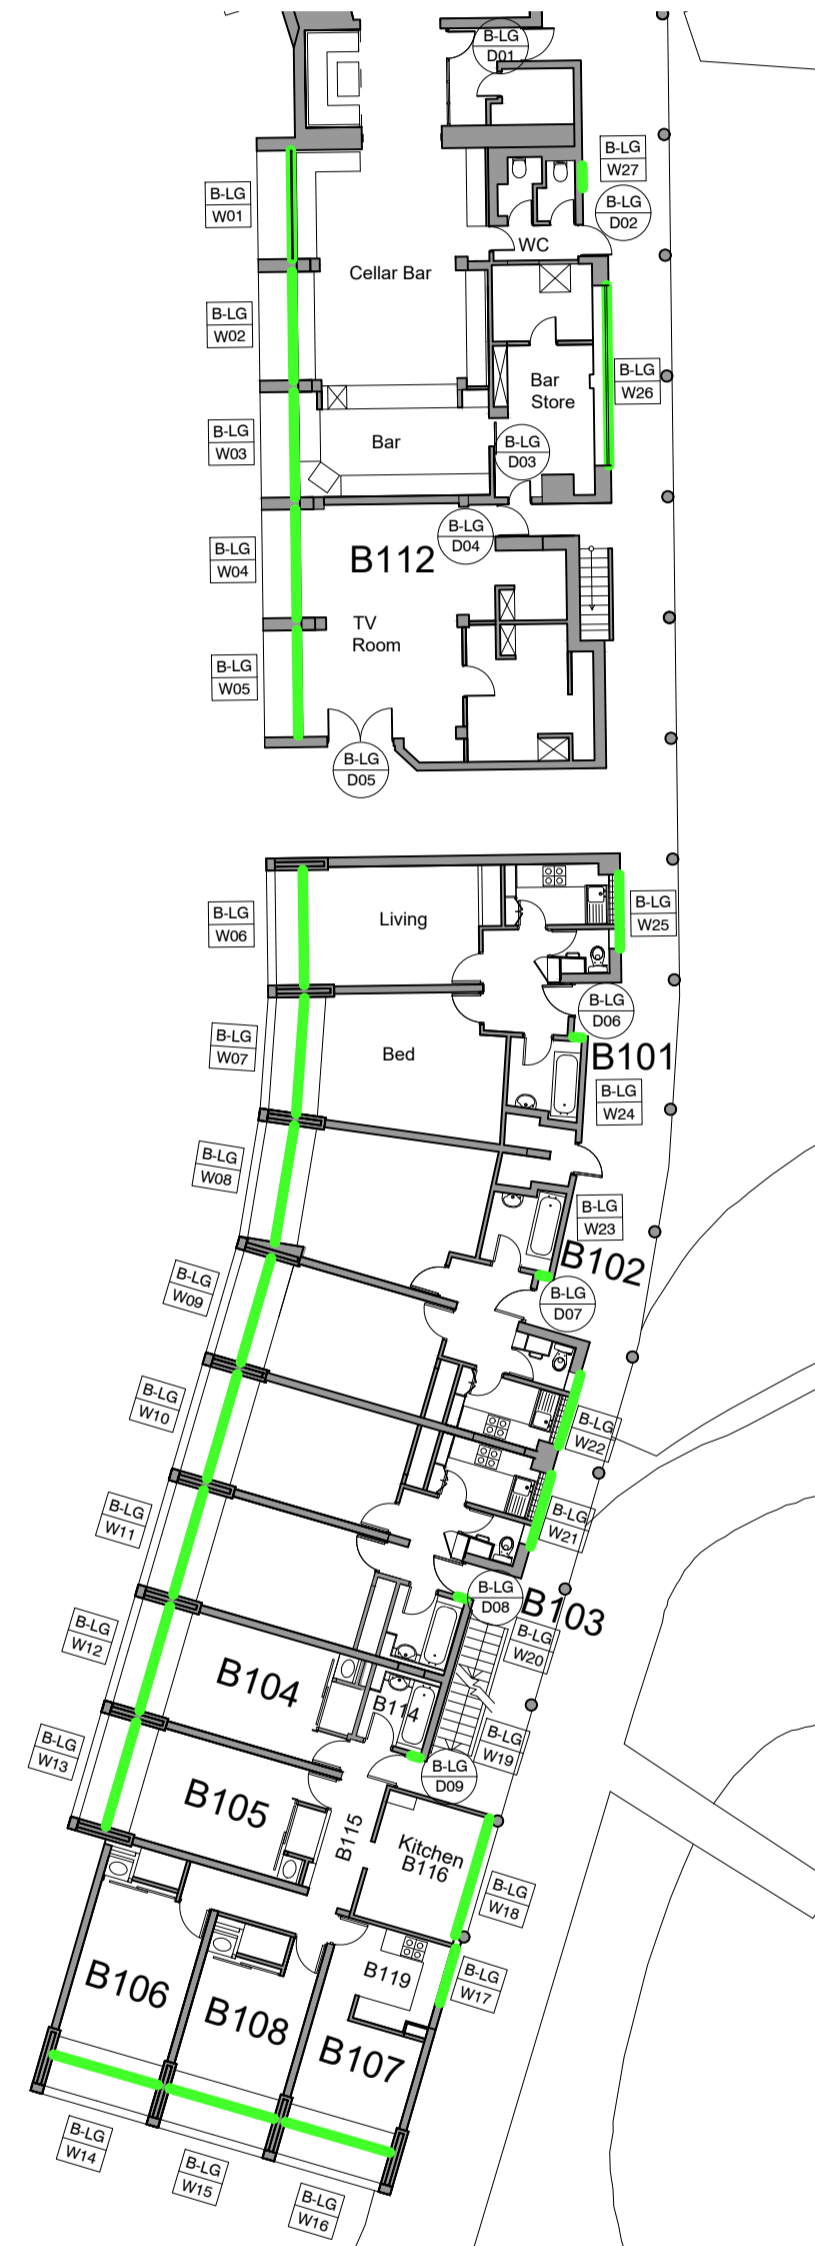 B-LG
D01
B-LG
W27
B-LG
W01
B-LG
D02
WC
Cellar Bar
B-LG
W02
B-LG
W26
Bar
Store
B-LG
W03
Bar
B-LG
D03
B-LG
D04
B-LG
W04
B112
TV
Room
B-LG
W05
B-LG
D05
B-LG
W06
Living
B-LG
W25
B-LG
D06
B-LG
W07
Bed
B101
B-LG
W24
B-LG
W08
B-LG
W23
B102
B-LG
W09
B-LG
D07
B-LG
W10
B-LG
W22
B-LG
W11
B-LG
W21
B-LG
D08
B103
B-LG
W12
B-LG
W20
B104
B114
B-LG
W13
B-LG
W19
B-LG
D09
B105
B115
Kitchen
B116
B-LG
W18
B106
B108
B119
B-LG
W17
B107
B-LG
W14
B-LG
W15
B-LG
W16